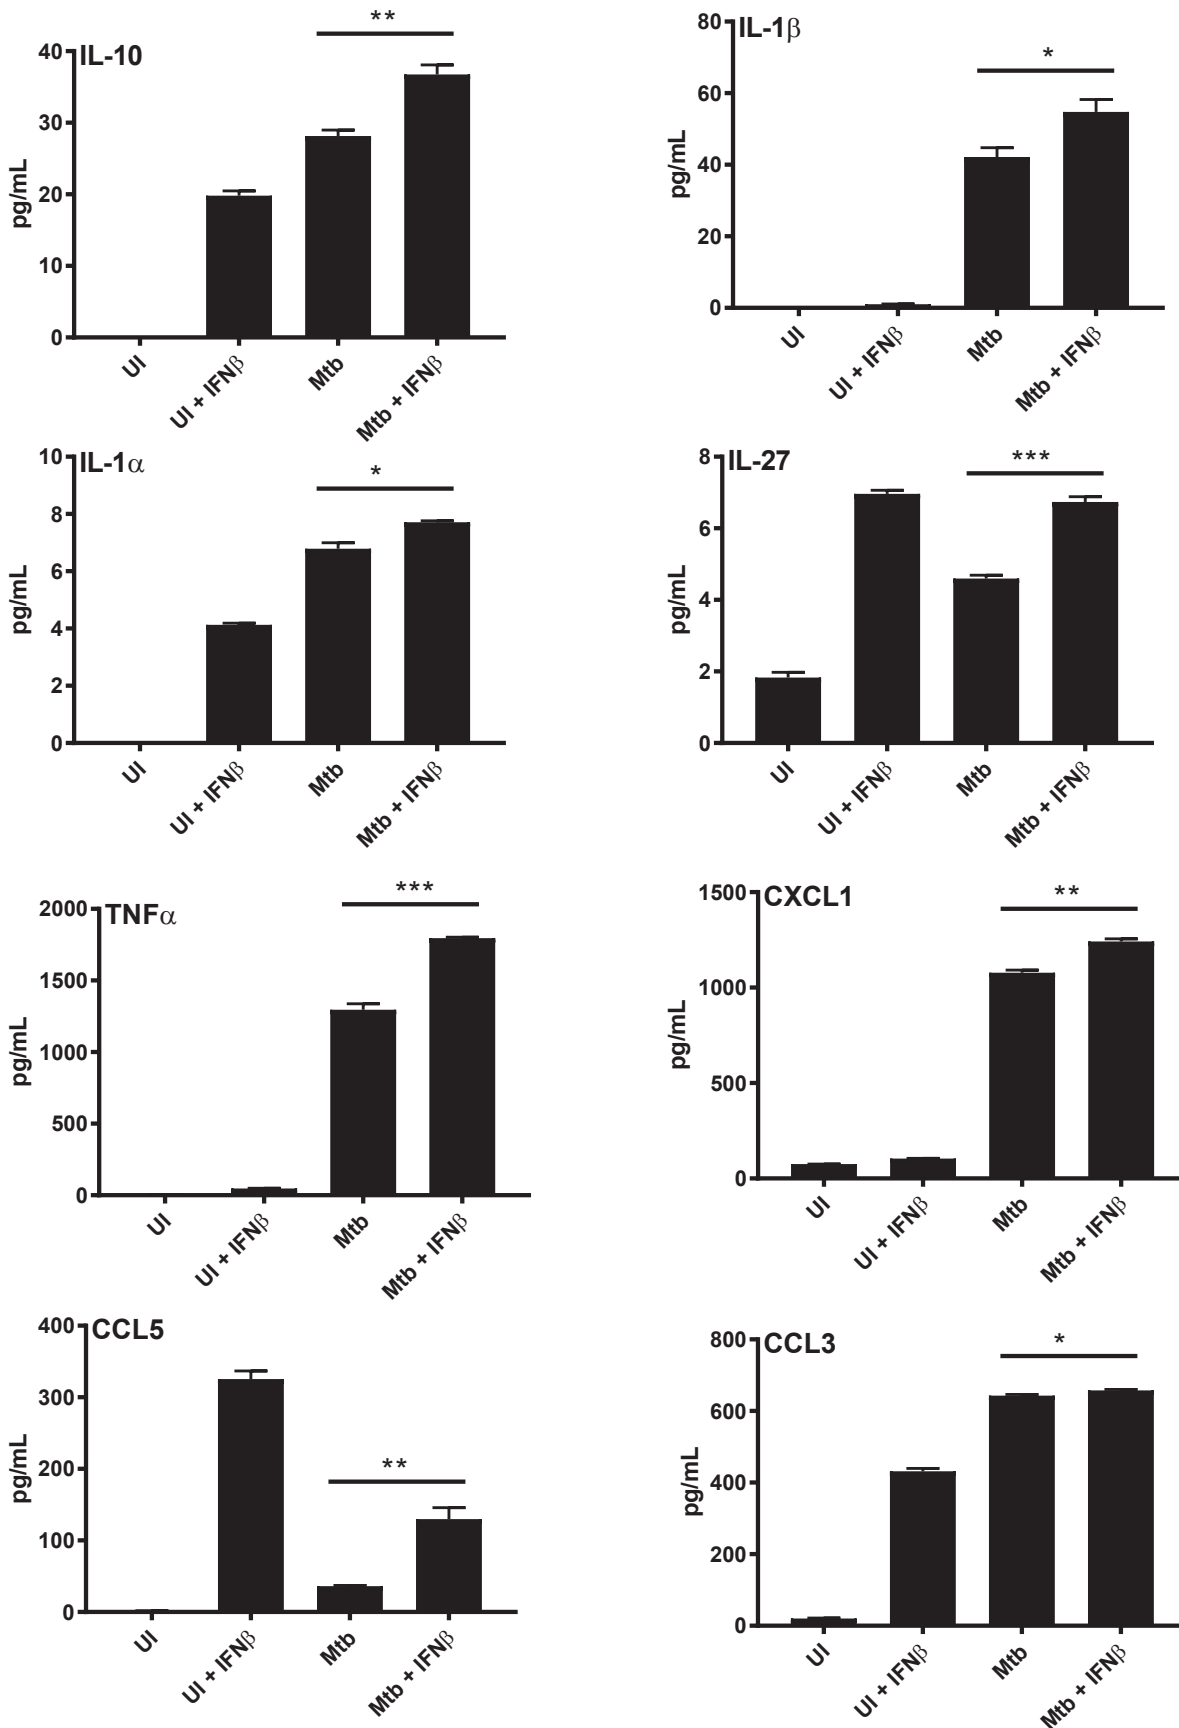 IL-10
**
pg/mL
40
30
20
10
0
UI
UI + IFNβ
Mtb
Mtb + IFNβ
IL-1β
*
pg/mL
80
60
40
20
0
UI
UI + IFNβ
Mtb
Mtb + IFNβ
IL-1α
*
pg/mL
10
8
6
4
2
0
UI
UI + IFNβ
Mtb
Mtb + IFNβ
IL-27
***
pg/mL
8
6
4
2
0
UI
UI + IFNβ
Mtb
Mtb + IFNβ
TNFα
***
pg/mL
2000
1500
1000
500
0
UI
UI + IFNβ
Mtb
Mtb + IFNβ
CXCL1
**
pg/mL
1500
1000
500
0
UI
UI + IFNβ
Mtb
Mtb + IFNβ
CCL5
**
pg/mL
400
300
200
100
0
UI
UI + IFNβ
Mtb
Mtb + IFNβ
CCL3
*
pg/mL
800
600
400
200
0
UI
UI + IFNβ
Mtb
Mtb + IFNβ